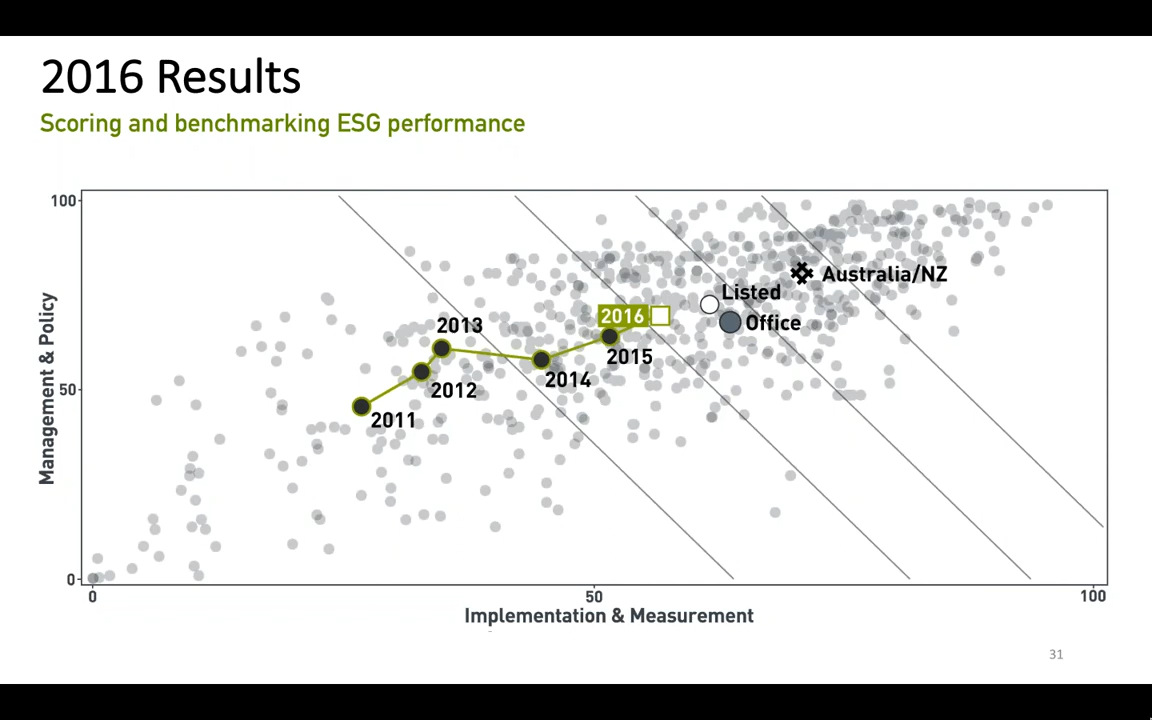 2016 Results
Scoring and benchmarking ESG performance
100
Australia/NZ
Listed
2016
Office
2013
2015
2014
50
2012
2011
Management & Policy
0
0
50
100
Implementation & Measurement
31